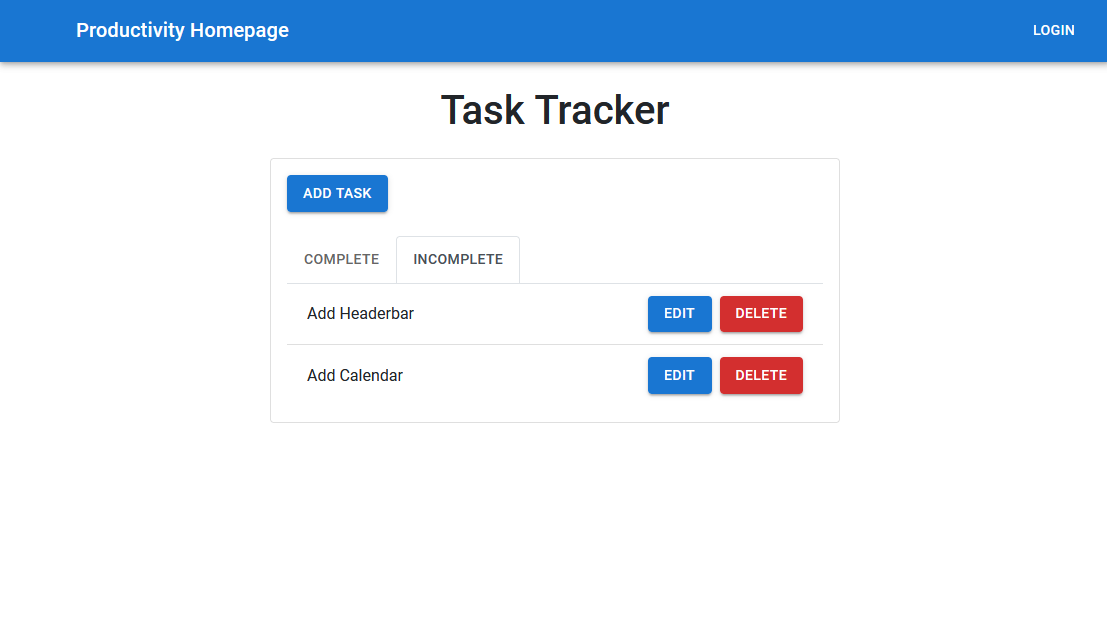 Productivity Homepage LOGIN
Task Tracker
ADD TASK
COMPLETE INCOMPLETE
Add Headerbar EDIT DELETE
Add Calendar EDIT DELETE